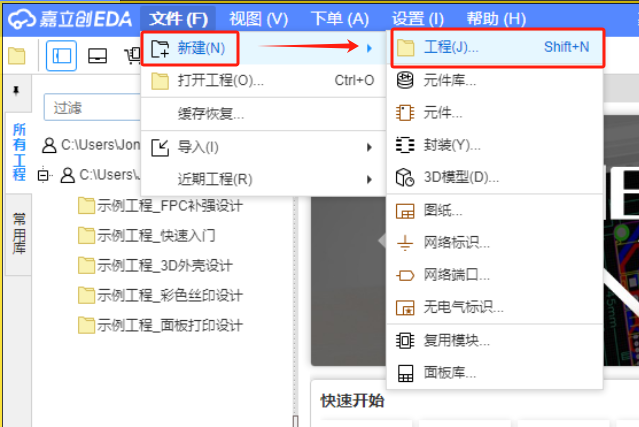 嘉立创EDA 文件 (F) 视图 (V) 下单 (A) 设置 (I) 帮助 (H)
新建(N)
打开工程(O)... Ctrl+O
缓存恢复...
导入(I)
近期工程(R)
工程(J)... Shift+N
元件库...
元件...
封装(Y)...
3D模型(D)...
图纸...
网络标识...
网络端口...
无电气标识...
复用模块...
面板库...
过滤
所有工程
常用库
C:\Users\Jon
C:\Users\J
示例工程_FPC补强设计
示例工程_快速入门
示例工程_3D外壳设计
示例工程_彩色丝印设计
示例工程_面板打印设计
快速开始